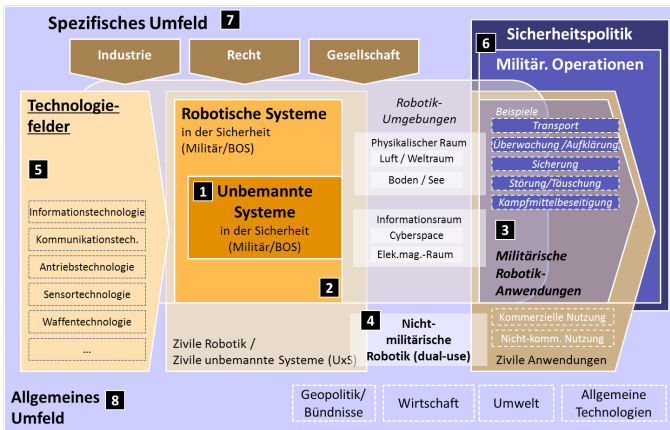 Spezifisches Umfeld 7
Industrie
Recht
Gesellschaft
6
Sicherheitspolitik
Militär. Operationen
Technologie-
felder
5
Informationstechnologie
Kommunikationstech.
Antriebstechnologie
Sensortechnologie
Waffentechnologie
...
Robotische Systeme
in der Sicherheit
(Militär/BOS)
1 Unbemannte
Systeme
in der Sicherheit
(Militär/BOS)
2
Zivile Robotik /
Zivile unbemannte Systeme (UxS)
Robotik-
Umgebungen
Physikalischer Raum
Luft / Weltraum
Boden / See
Informationsraum
Cyberspace
Elek.mag.-Raum
4 Nicht-
militärische
Robotik (dual-use)
Beispiele
Transport
Überwachung /Aufklärung
Sicherung
Störung/Täuschung
Kampfmittelbeseitigung
3
Militärische
Robotik-
Anwendungen
Kommerzielle Nutzung
Nicht-komm. Nutzung
Zivile Anwendungen
Allgemeines 8
Umfeld
Geopolitik/
Bündnisse
Wirtschaft
Umwelt
Allgemeine
Technologien